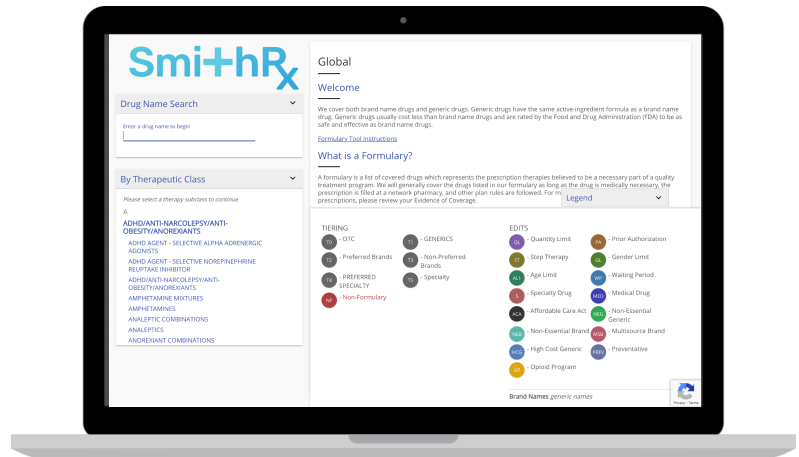 SmithRx
Drug Name Search
Enter a drug name to begin
By Therapeutic Class
Please select a therapy subclass to continue
A
ADHD/ANTI-NARCOLEPSY/ANTI-
OBESITY/ANOREXIANTS
ADHD AGENT - SELECTIVE ALPHA ADRENERGIC
AGONISTS
ADHD AGENT - SELECTIVE NOREPINEPHRINE
REUPTAKE INHIBITOR
ADHD/ANTI-NARCOLEPSY/ANTI-
OBESITY/ANOREXIANTS
AMPHETAMINE MIXTURES
AMPHETAMINES
ANALEPTIC COMBINATIONS
ANALEPTICS
ANOREXIANT COMBINATIONS
Global
Welcome
We cover both brand name drugs and generic drugs. Generic drugs have the same active-ingredient formula as a brand name
drug. Generic drugs usually cost less than brand name drugs and are rated by the Food and Drug Administration (FDA) to be as
safe and effective as brand name drugs.
Formulary Tool Instructions
What is a Formulary?
A formulary is a list of covered drugs which represents the prescription therapies believed to be a necessary part of a quality
treatment program. We will generally cover the drugs listed in our formulary as long as the drug is medically necessary, the
prescription is filled at a network pharmacy, and other plan rules are followed. For m
prescriptions, please review your Evidence of Coverage.
Legend
TIERING
T0 - OTC
T1 - GENERICS
T2 - Preferred Brands
T3 - Non-Preferred
Brands
T4 - PREFERRED
SPECIALTY
T5 - Specialty
NF - Non-Formulary
EDITS
QL - Quantity Limit
PA - Prior Authorization
ST - Step Therapy
GL - Gender Limit
AL1 - Age Limit
WP - Waiting Period
S - Specialty Drug
MED - Medical Drug
ACA - Affordable Care Act
NEG - Non-Essential
Generic
NEB - Non-Essential Brand
MSB - Multisource Brand
HCG - High Cost Generic
PREV - Preventative
OP - Opioid Program
Brand Names generic names
Privacy - Terms